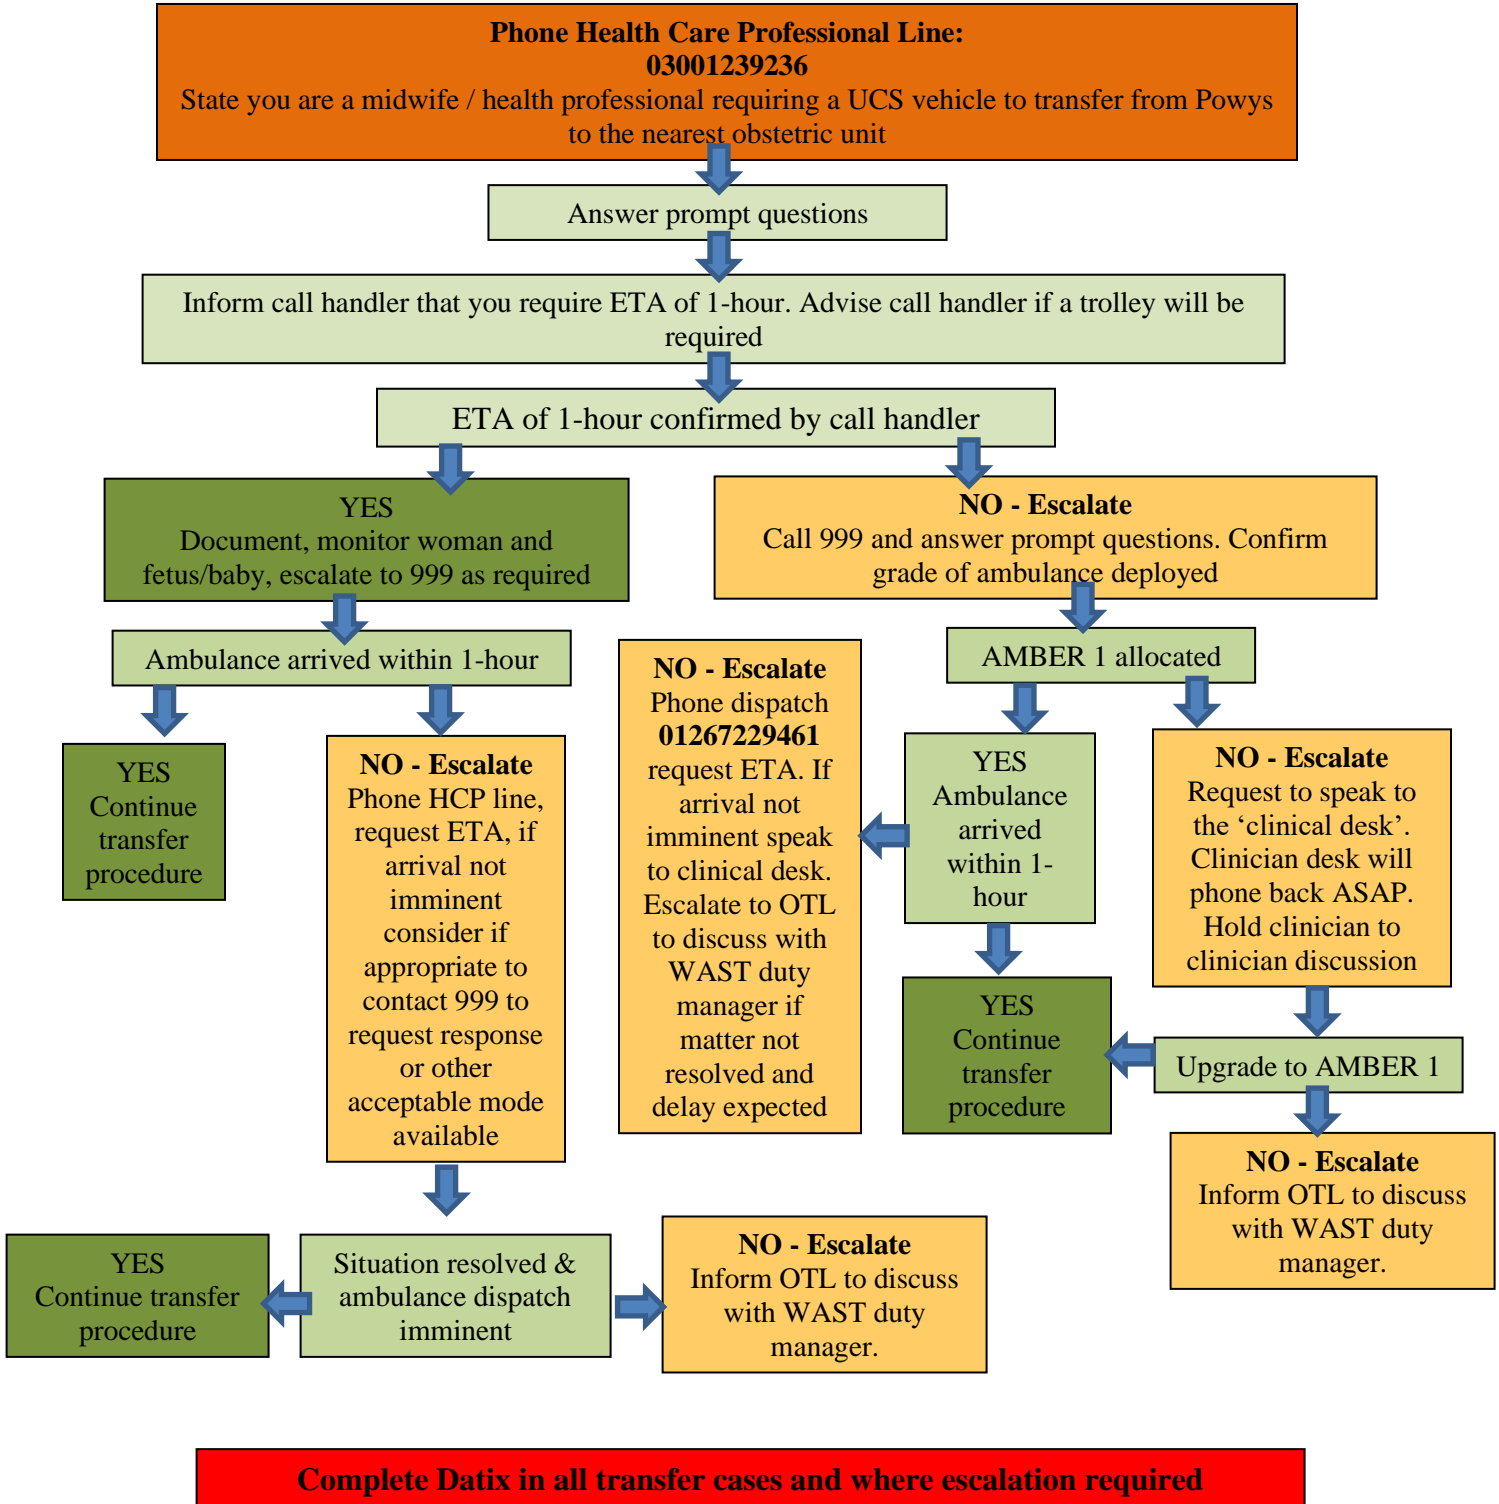 Phone Health Care Professional Line:
03001239236
State you are a midwife / health professional requiring a UCS vehicle to transfer from Powys
to the nearest obstetric unit
Answer prompt questions
Inform call handler that you require ETA of 1-hour. Advise call handler if a trolley will be
required
ETA of 1-hour confirmed by call handler
YES
Document, monitor woman and
fetus/baby, escalate to 999 as required
NO - Escalate
Call 999 and answer prompt questions. Confirm
grade of ambulance deployed
Ambulance arrived within 1-hour
AMBER 1 allocated
YES
Continue
transfer
procedure
NO - Escalate
Phone HCP line,
request ETA, if
arrival not
imminent
consider if
appropriate to
contact 999 to
request response
or other
acceptable mode
available
NO - Escalate
Phone dispatch
01267229461
request ETA. If
arrival not
imminent speak
to clinical desk.
Escalate to OTL
to discuss with
WAST duty
manager if
matter not
resolved and
delay expected
YES
Ambulance
arrived
within 1-
hour
NO - Escalate
Request to speak to
the ‘clinical desk’.
Clinician desk will
phone back ASAP.
Hold clinician to
clinician discussion
YES
Continue
transfer
procedure
Upgrade to AMBER 1
NO - Escalate
Inform OTL to discuss
with WAST duty
manager.
YES
Continue transfer
procedure
Situation resolved &
ambulance dispatch
imminent
NO - Escalate
Inform OTL to discuss
with WAST duty
manager.
Complete Datix in all transfer cases and where escalation required